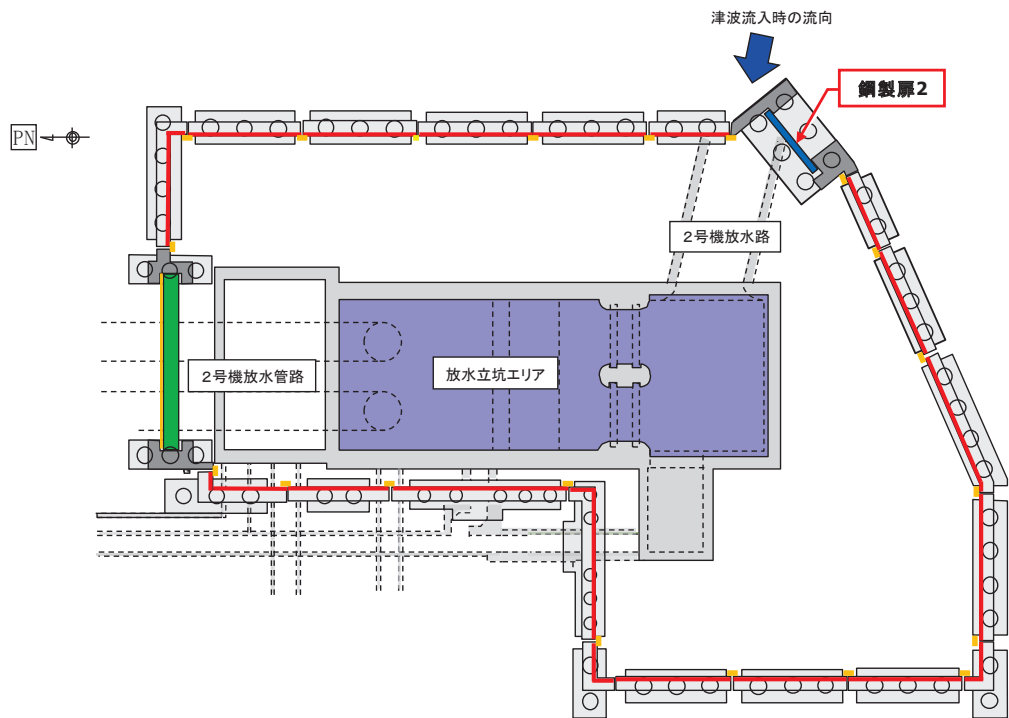 津波流入時の流向
鋼製扉2
PN
2号機放水路
2号機放水管路
放水立坑エリア